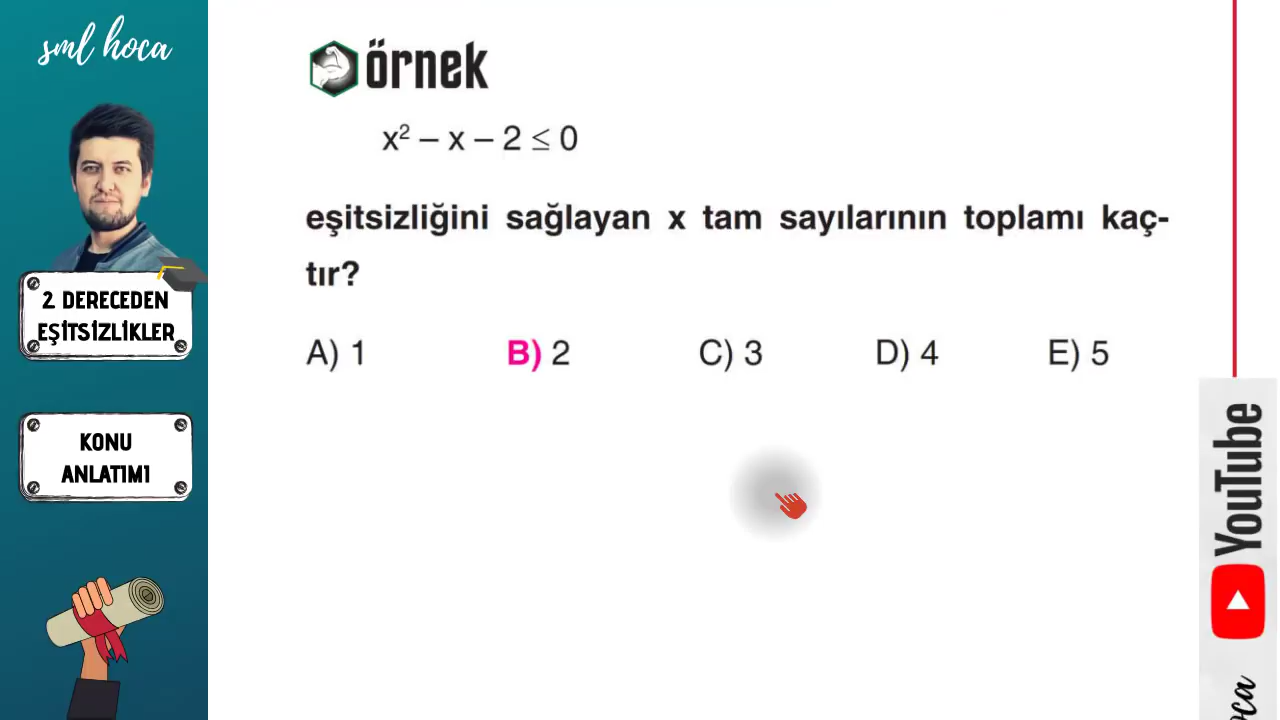 sml hoca
örnek
x² – x – 2 ≤ 0
eşitsizliğini sağlayan x tam sayılarının toplamı kaç-
tır?
A) 1 B) 2 C) 3 D) 4 E) 5
2. DERECEDEN
EŞİTSİZLİKLER
KONU
ANLATIMI
YouTube
oca